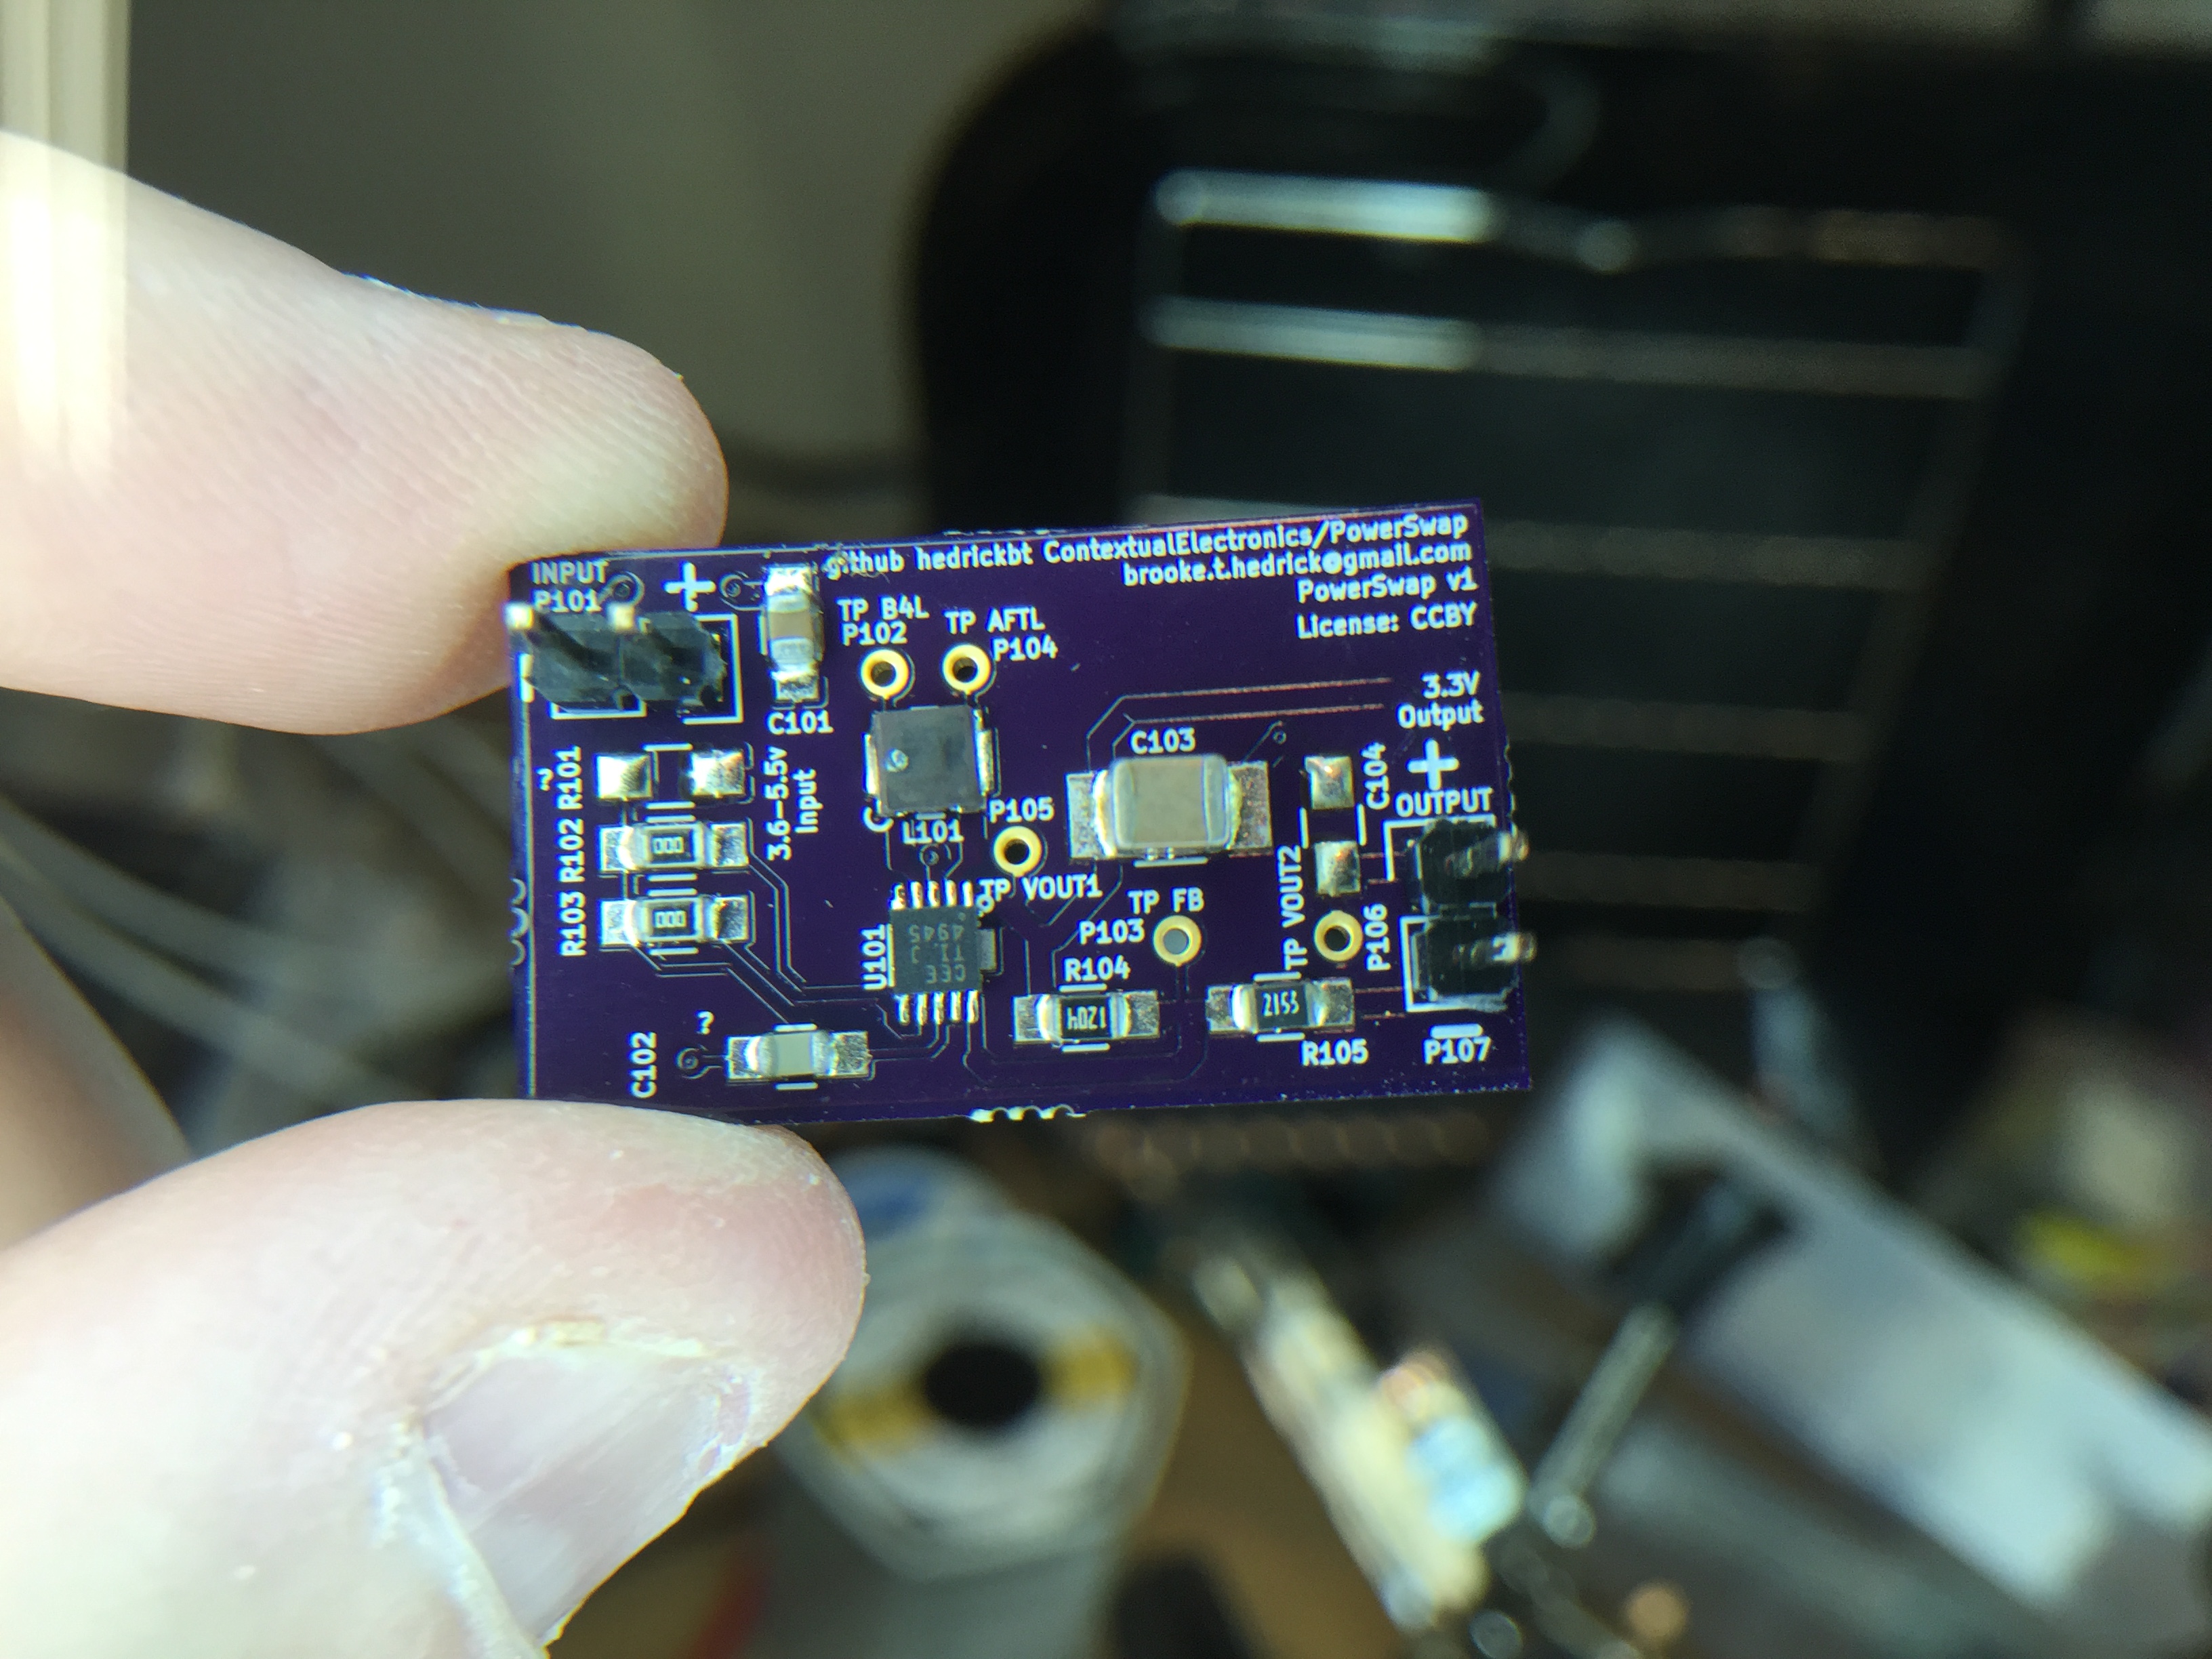 github hedrickbt ContextualElectronics/PowerSwap
brooke.t.hedrick@gmail.com
PowerSwap v1
License: CCBY
INPUT
P101
+
TP B4L
P102
TP AFTL
P104
C101
3.3V
Output
+
OUTPUT
?
R101
R102
R103
000
000
3.6-5.5v
Input
L101
P105
TP VOUT1
C103
C104
TP VOUT2
P106
TP FB
P103
U101
CEE
TI J
4945
R104
1204
R105
2155
P107
-
C102
?